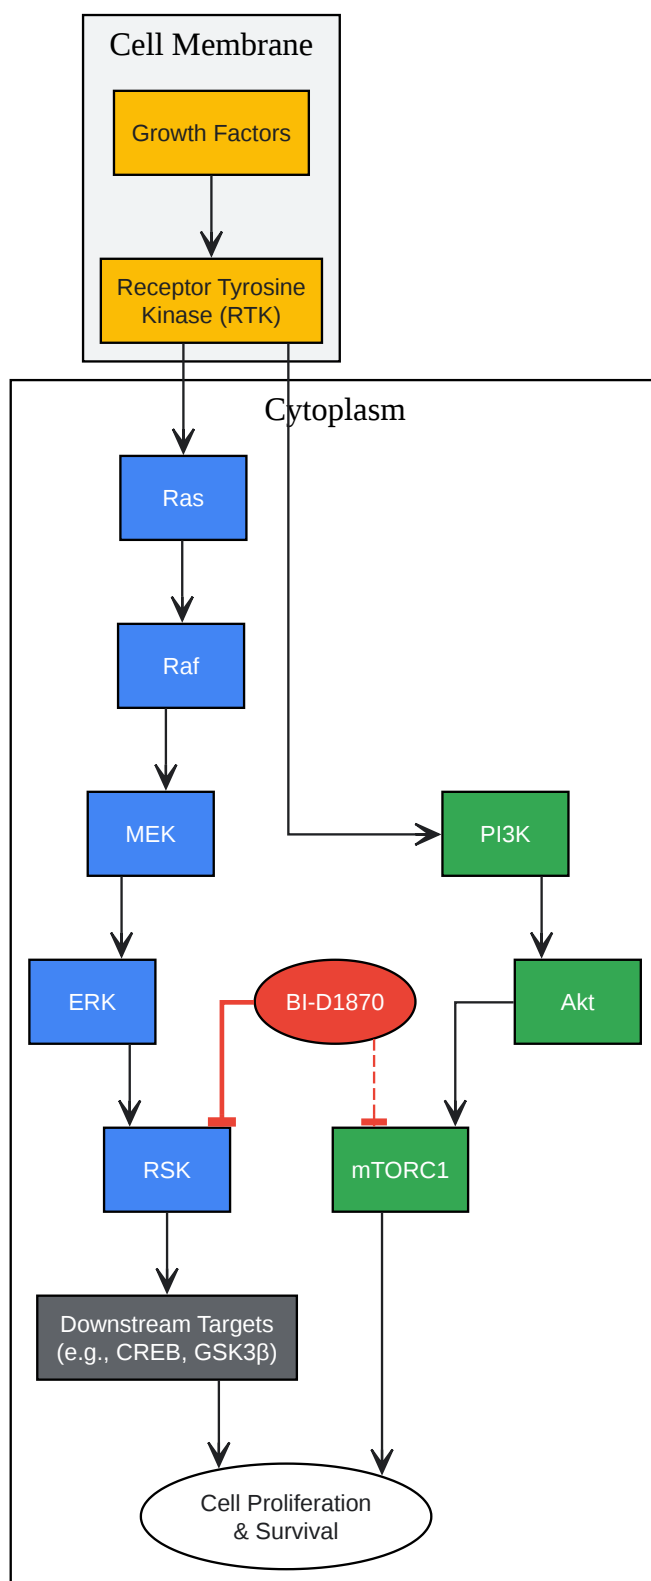 Cell Membrane
Growth Factors
Receptor Tyrosine
Kinase (RTK)
Cytoplasm
Ras
Raf
MEK
PI3K
ERK
BI-D1870
Akt
RSK
mTORC1
Downstream Targets
(e.g., CREB, GSK3β)
Cell Proliferation
& Survival